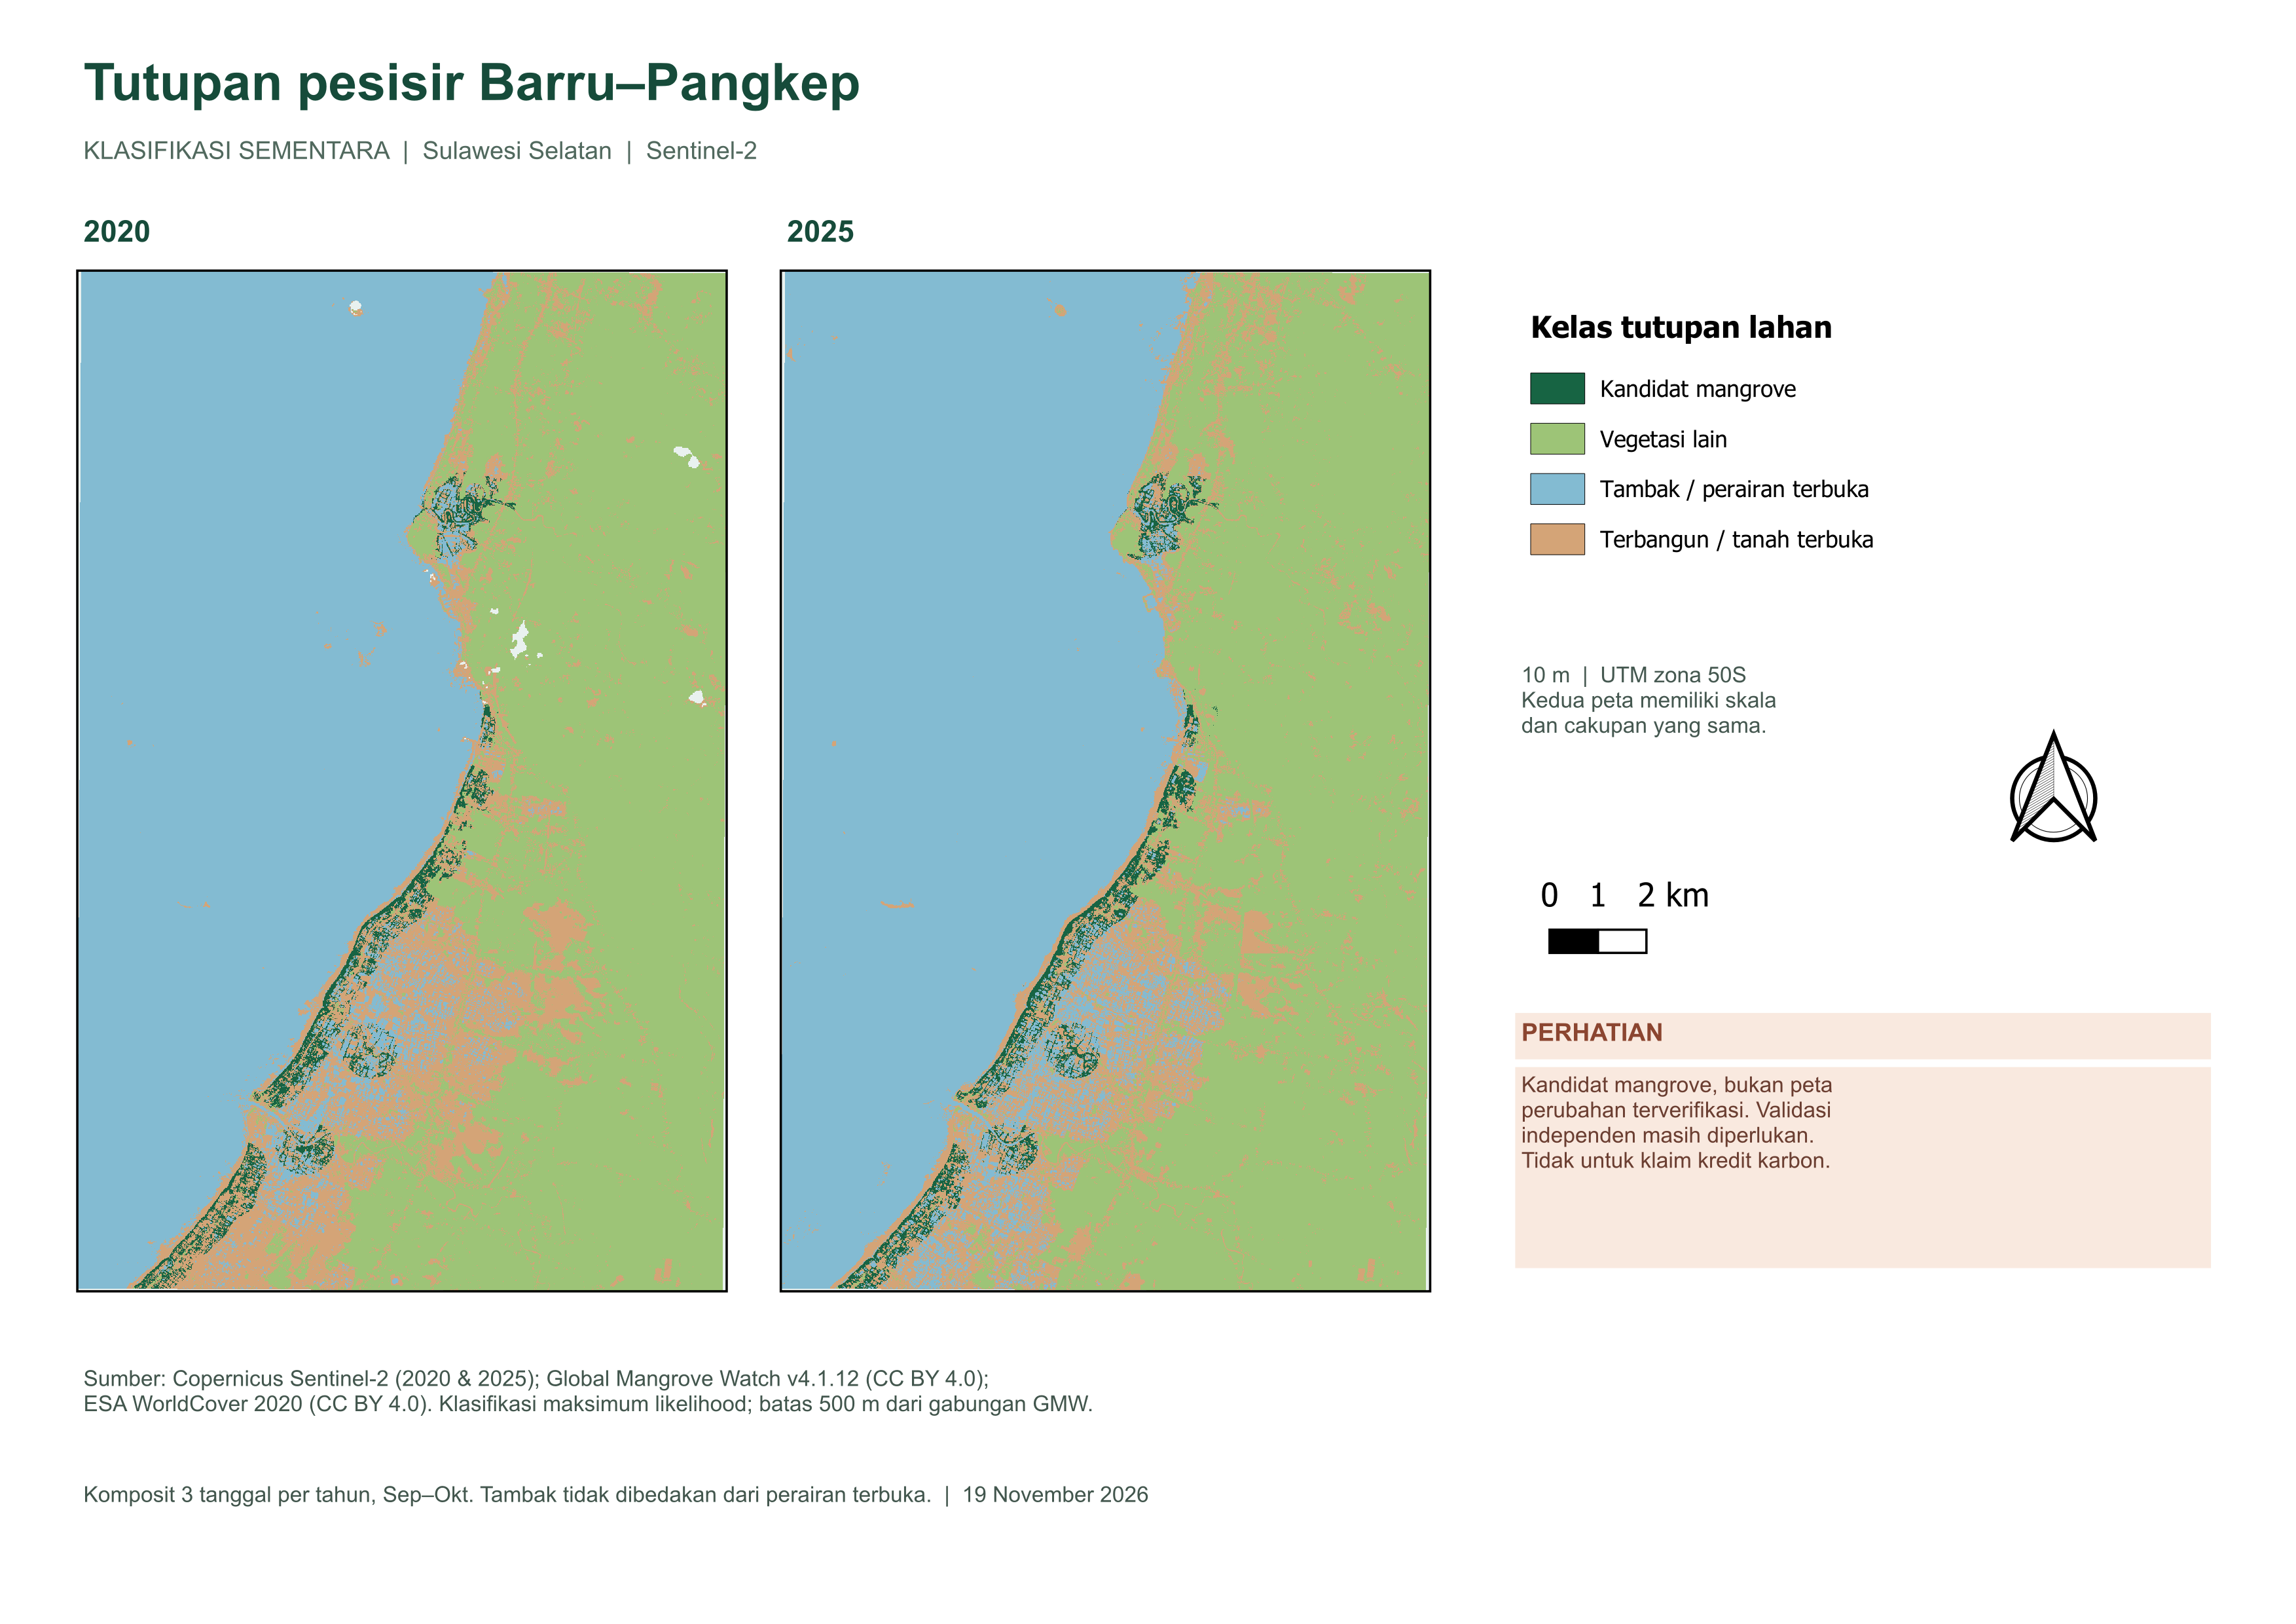 Tutupan pesisir Barru–Pangkep
KLASIFIKASI SEMENTARA | Sulawesi Selatan | Sentinel-2
2020
2025
Kelas tutupan lahan
Kandidat mangrove
Vegetasi lain
Tambak / perairan terbuka
Terbangun / tanah terbuka
10 m | UTM zona 50S
Kedua peta memiliki skala
dan cakupan yang sama.
0 1 2 km
PERHATIAN
Kandidat mangrove, bukan peta
perubahan terverifikasi. Validasi
independen masih diperlukan.
Tidak untuk klaim kredit karbon.
Sumber: Copernicus Sentinel-2 (2020 & 2025); Global Mangrove Watch v4.1.12 (CC BY 4.0);
ESA WorldCover 2020 (CC BY 4.0). Klasifikasi maksimum likelihood; batas 500 m dari gabungan GMW.
Komposit 3 tanggal per tahun, Sep–Okt. Tambak tidak dibedakan dari perairan terbuka. | 19 November 2026